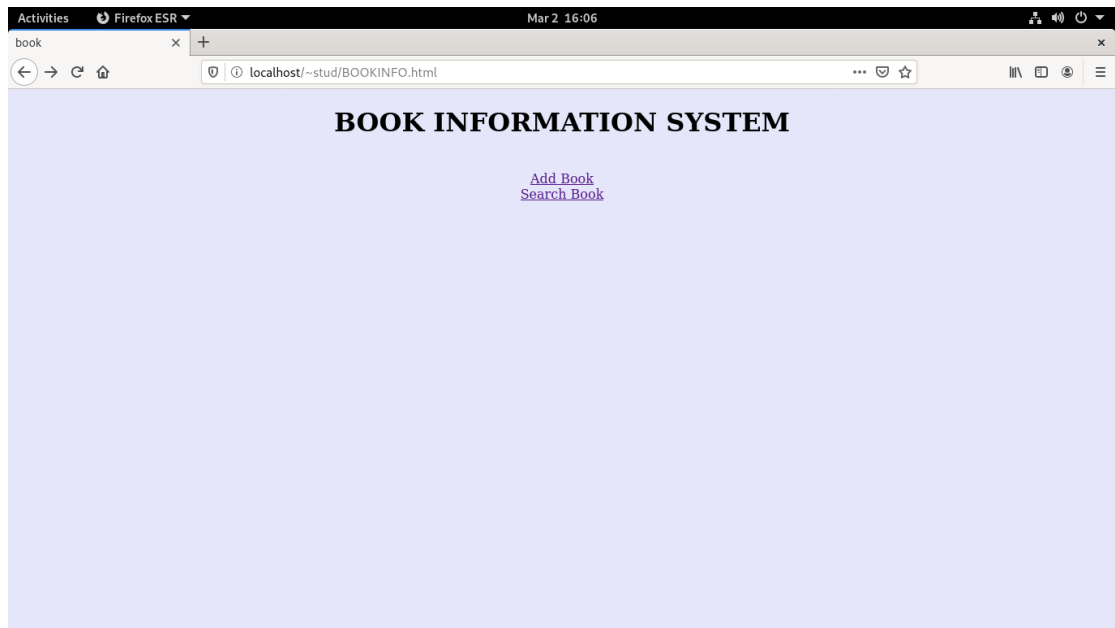 Activities Firefox ESR Mar 2 16:06
book
localhost/~stud/BOOKINFO.html
BOOK INFORMATION SYSTEM
Add Book
Search Book